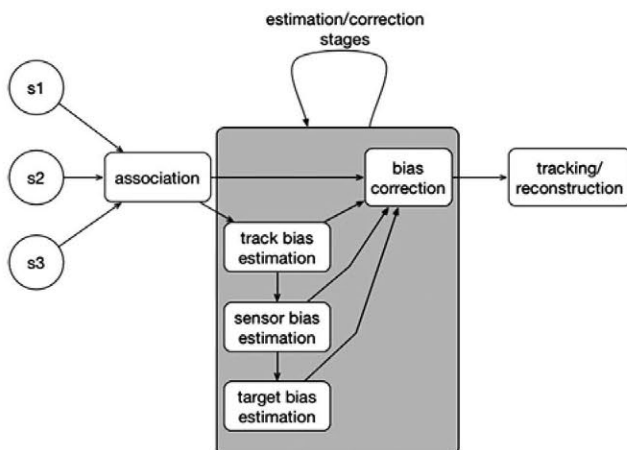 estimation/correction
stages
s1
s2
s3
association
bias
correction
tracking/
reconstruction
track bias
estimation
sensor bias
estimation
target bias
estimation